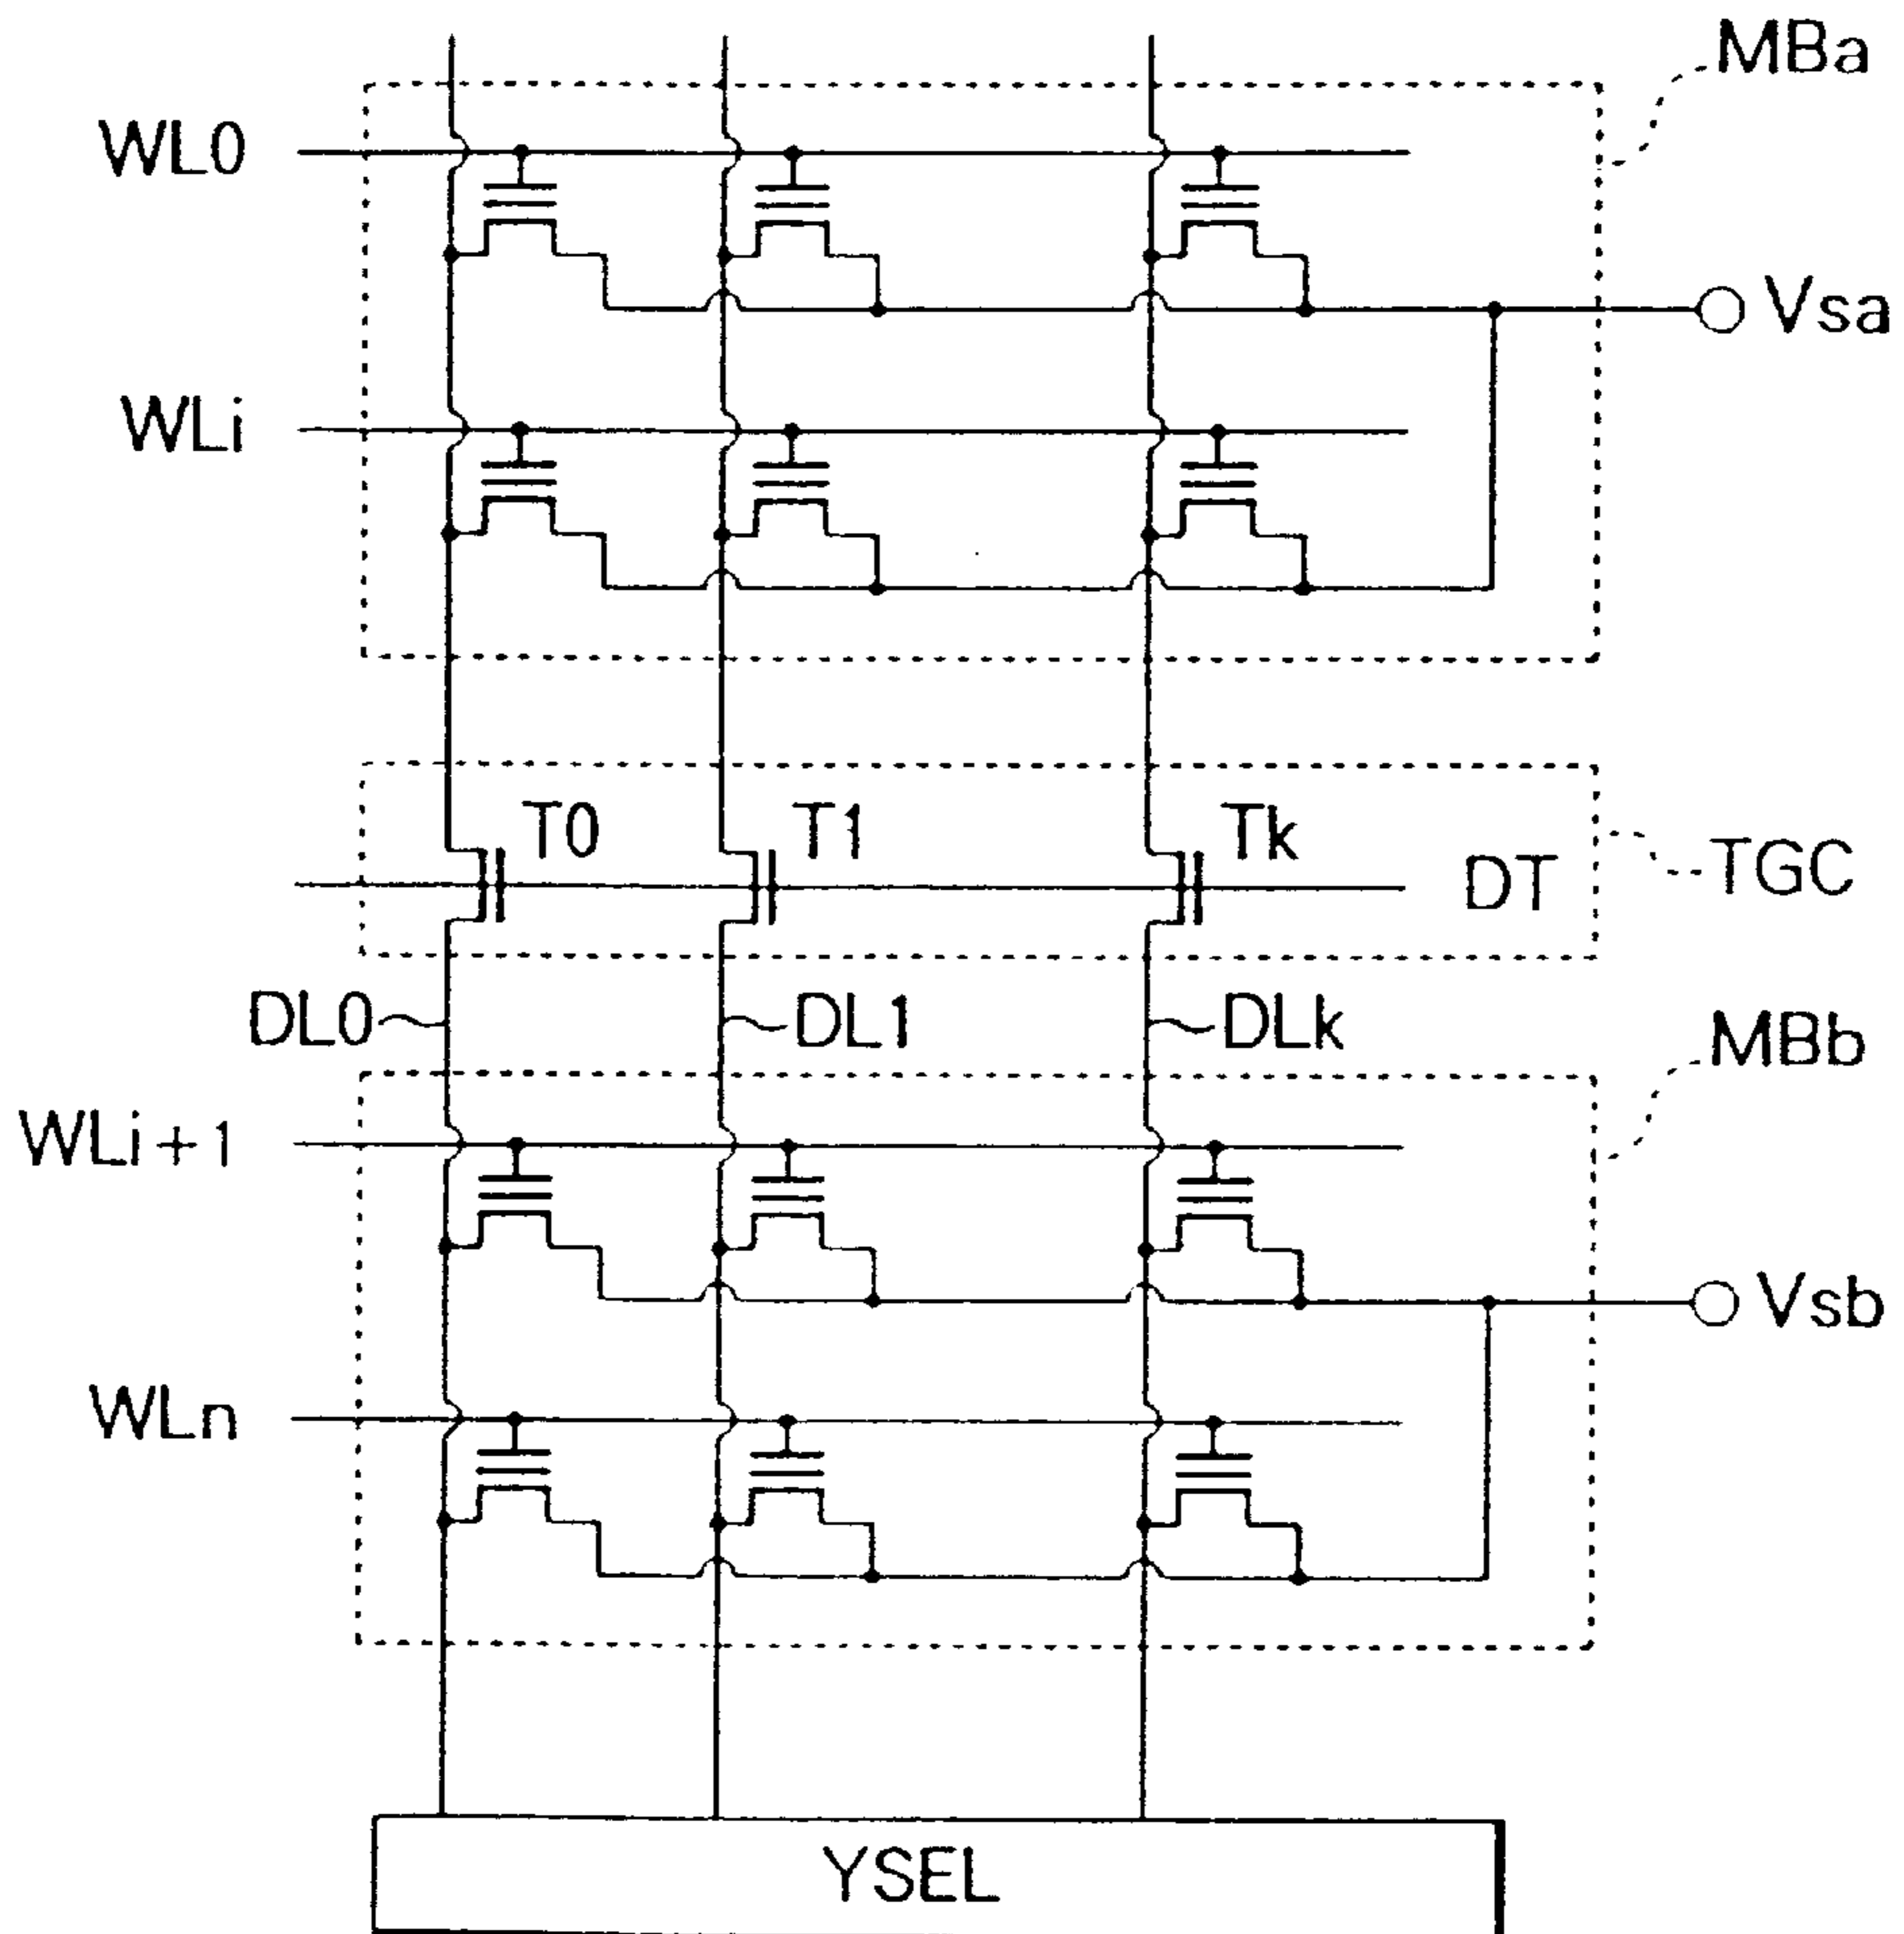 MBa
WL0
Vsa
WLi
T0
T1
Tk
DT
TGC
DL0
DL1
DLk
MBb
WLi+1
Vsb
WLn
YSEL